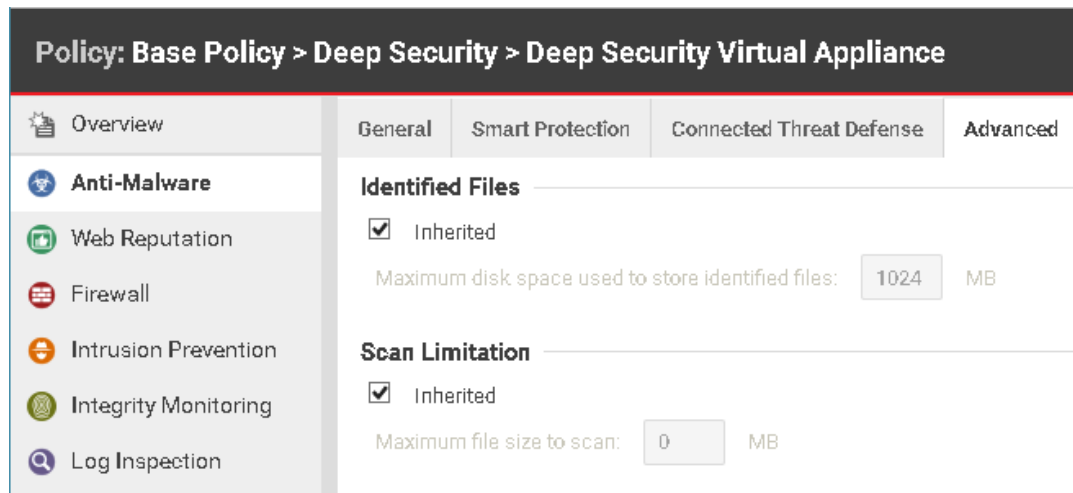 Policy: Base Policy > Deep Security > Deep Security Virtual Appliance
Overview
Anti-Malware
Web Reputation
Firewall
Intrusion Prevention
Integrity Monitoring
Log Inspection
General Smart Protection Connected Threat Defense Advanced
Identified Files
Inherited
Maximum disk space used to store identified files: 1024 MB
Scan Limitation
Inherited
Maximum file size to scan: 0 MB